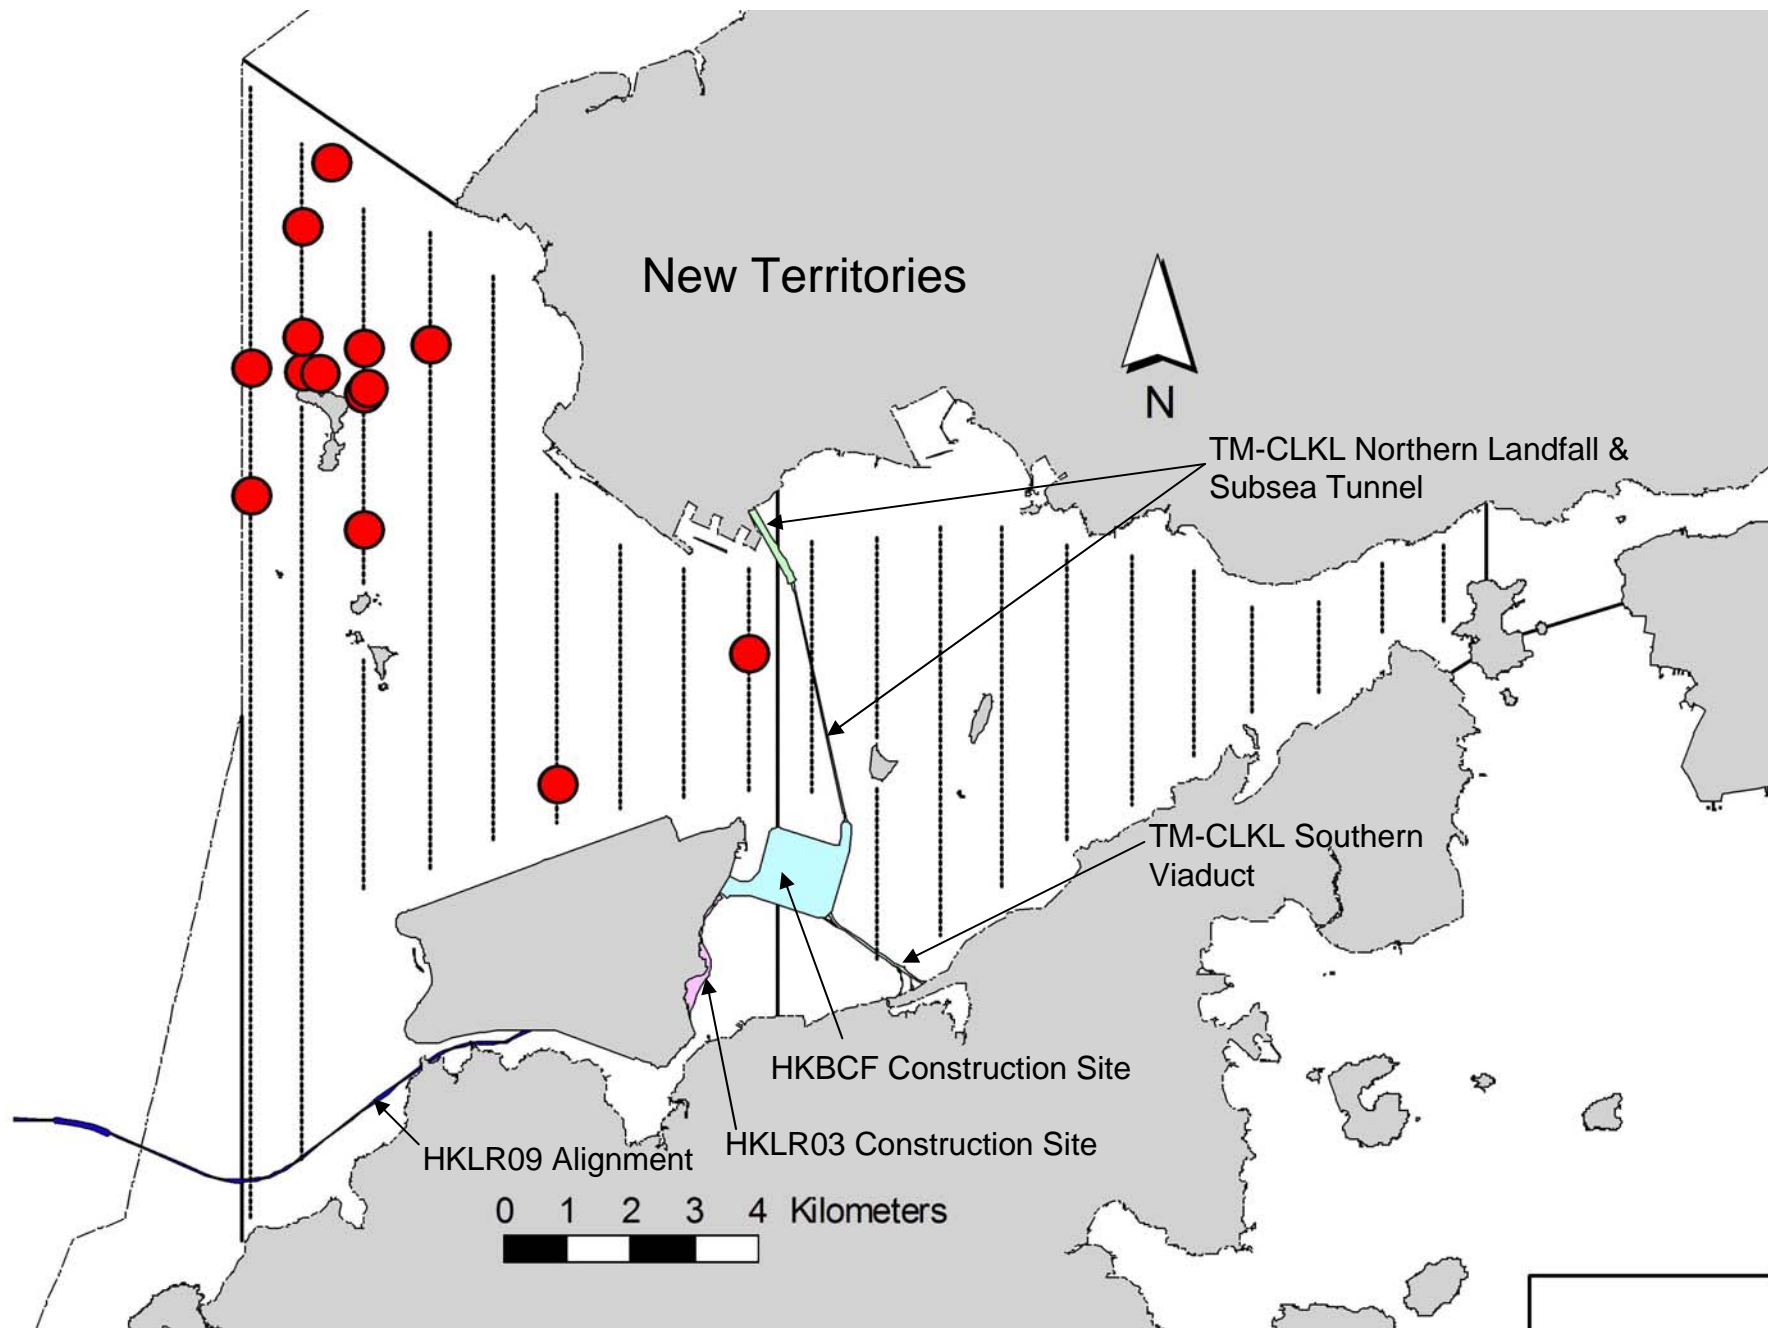 New Territories
N
TM-CLKL Northern Landfall &
Subsea Tunnel
TM-CLKL Southern
Viaduct
HKBCF Construction Site
HKLR03 Construction Site
HKLR09 Alignment
0 1 2 3 4 Kilometers